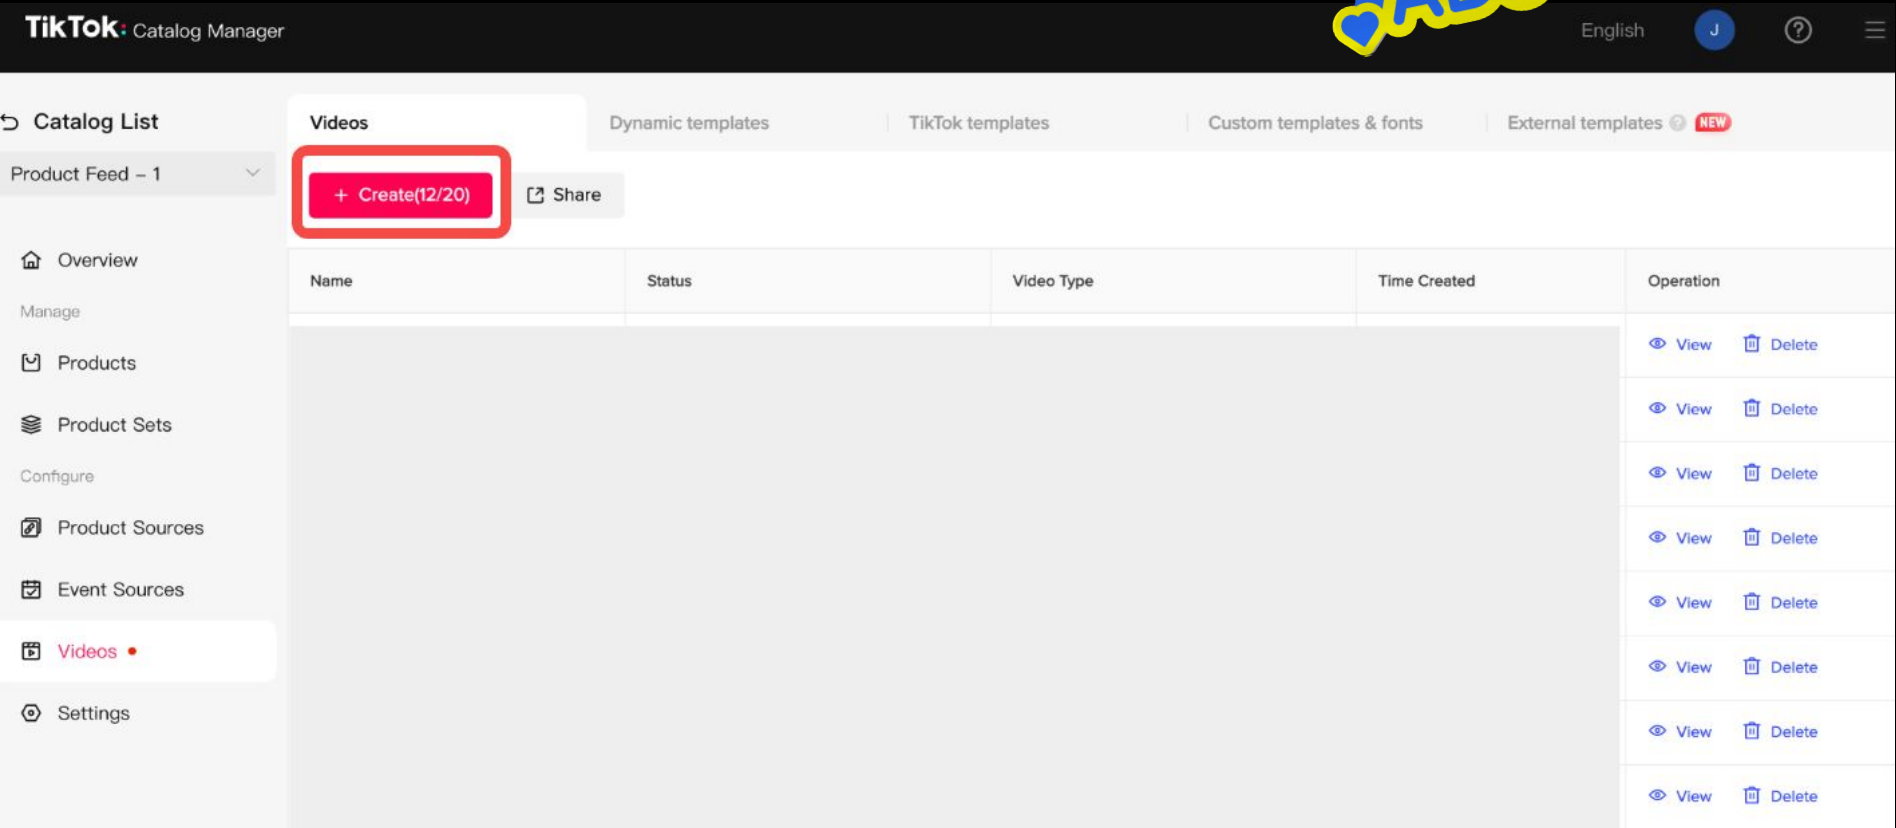 TikTok: Catalog Manager
English
J
Catalog List
Videos
Dynamic templates
TikTok templates
Custom templates & fonts
External templates
NEW
Product Feed – 1
+ Create(12/20)
Share
Overview
Name
Status
Video Type
Time Created
Operation
Manage
View
Delete
Products
View
Delete
Product Sets
Configure
View
Delete
Product Sources
View
Delete
Event Sources
View
Delete
Videos
View
Delete
Settings
View
Delete
View
Delete